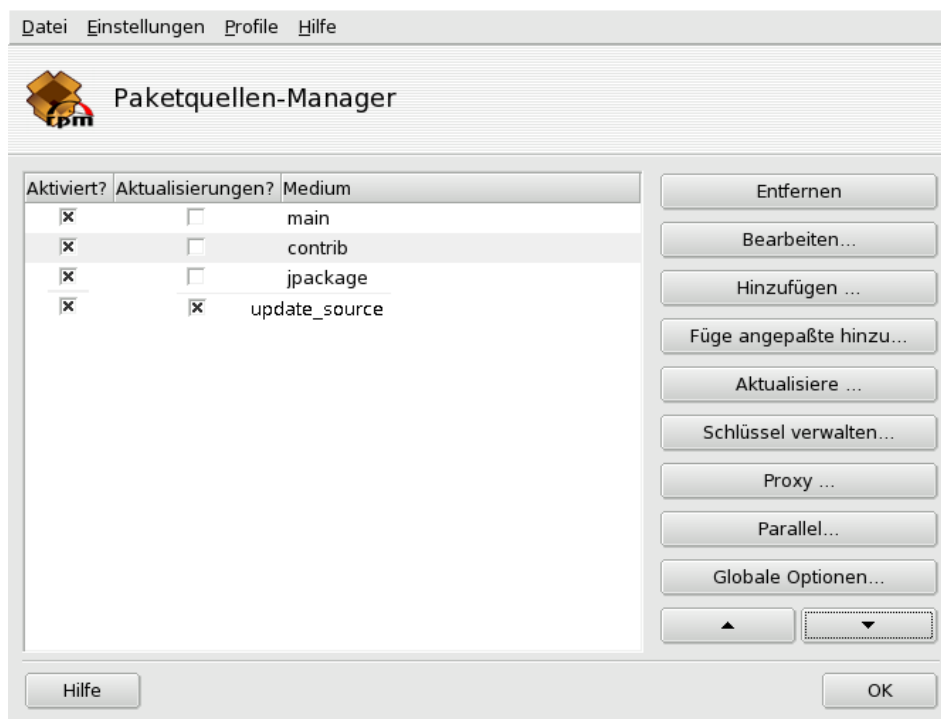 Datei Einstellungen Profile Hilfe
rpm
Paketquellen-Manager
Aktiviert? Aktualisierungen? Medium
main
contrib
jpackage
update_source
Entfernen
Bearbeiten...
Hinzufügen ...
Füge angepaßte hinzu...
Aktualisiere ...
Schlüssel verwalten...
Proxy ...
Parallel...
Globale Optionen...
Hilfe
OK